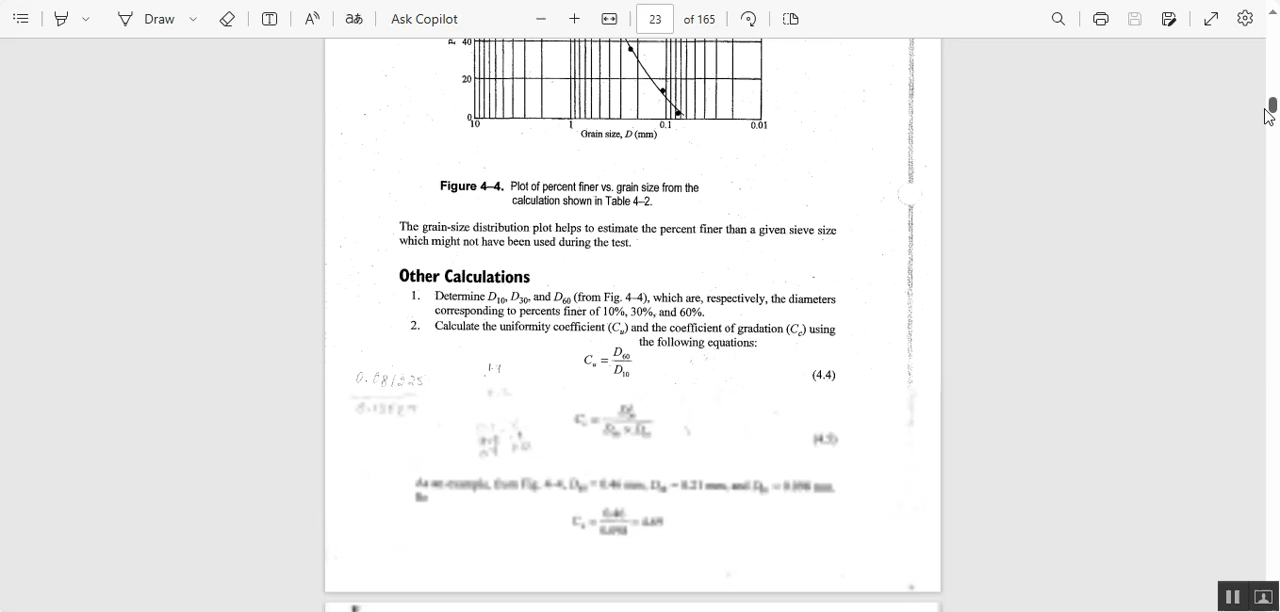 Draw
Ask Copilot
23
of 165
40
20
0
10
1
0.1
0.01
Grain size, D (mm)
Figure 4–4. Plot of percent finer vs. grain size from the
calculation shown in Table 4–2.
The grain-size distribution plot helps to estimate the percent finer than a given sieve size
which might not have been used during the test.
Other Calculations
1. Determine D10, D30, and D60 (from Fig. 4–4), which are, respectively, the diameters
corresponding to percents finer of 10%, 30%, and 60%.
2. Calculate the uniformity coefficient (Cu) and the coefficient of gradation (Cc) using
the following equations:
Cu = D60 / D10
(4.4)
(4.5)